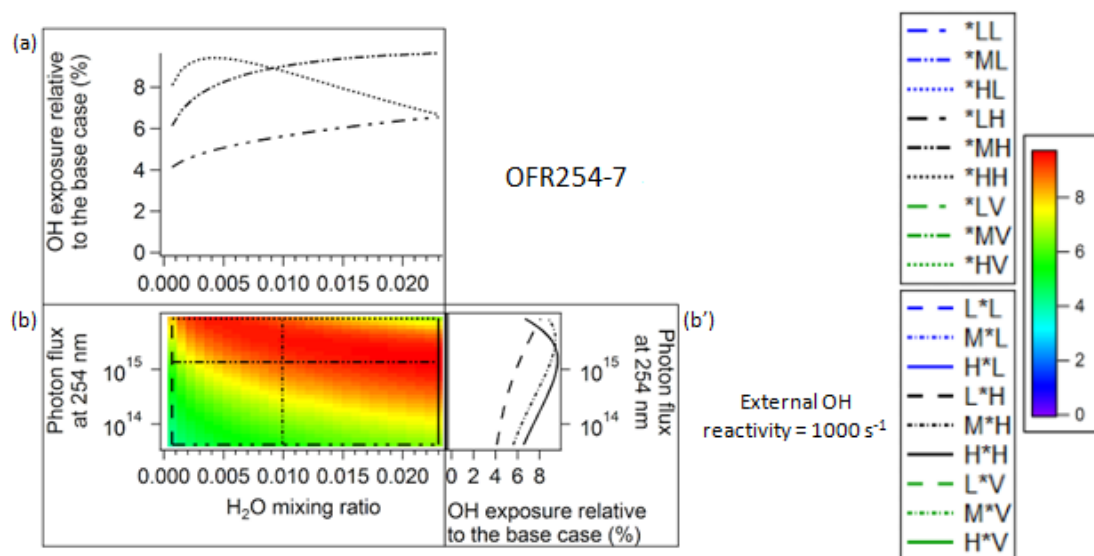 (a)
OH exposure relative
to the base case (%)
8
6
4
2
0
0.000 0.005 0.010 0.015 0.020
OFR254-7
(b)
Photon flux
at 254 nm
10^15
10^14
0.000 0.005 0.010 0.015 0.020
H₂O mixing ratio
(b')
Photon flux
at 254 nm
10^15
10^14
0 2 4 6 8
OH exposure relative
to the base case (%)
External OH
reactivity = 1000 s⁻¹
*LL
*ML
*HL
*LH
*MH
*HH
*LV
*MV
*HV
L*L
M*L
H*L
L*H
M*H
H*H
L*V
M*V
H*V
8
6
4
2
0